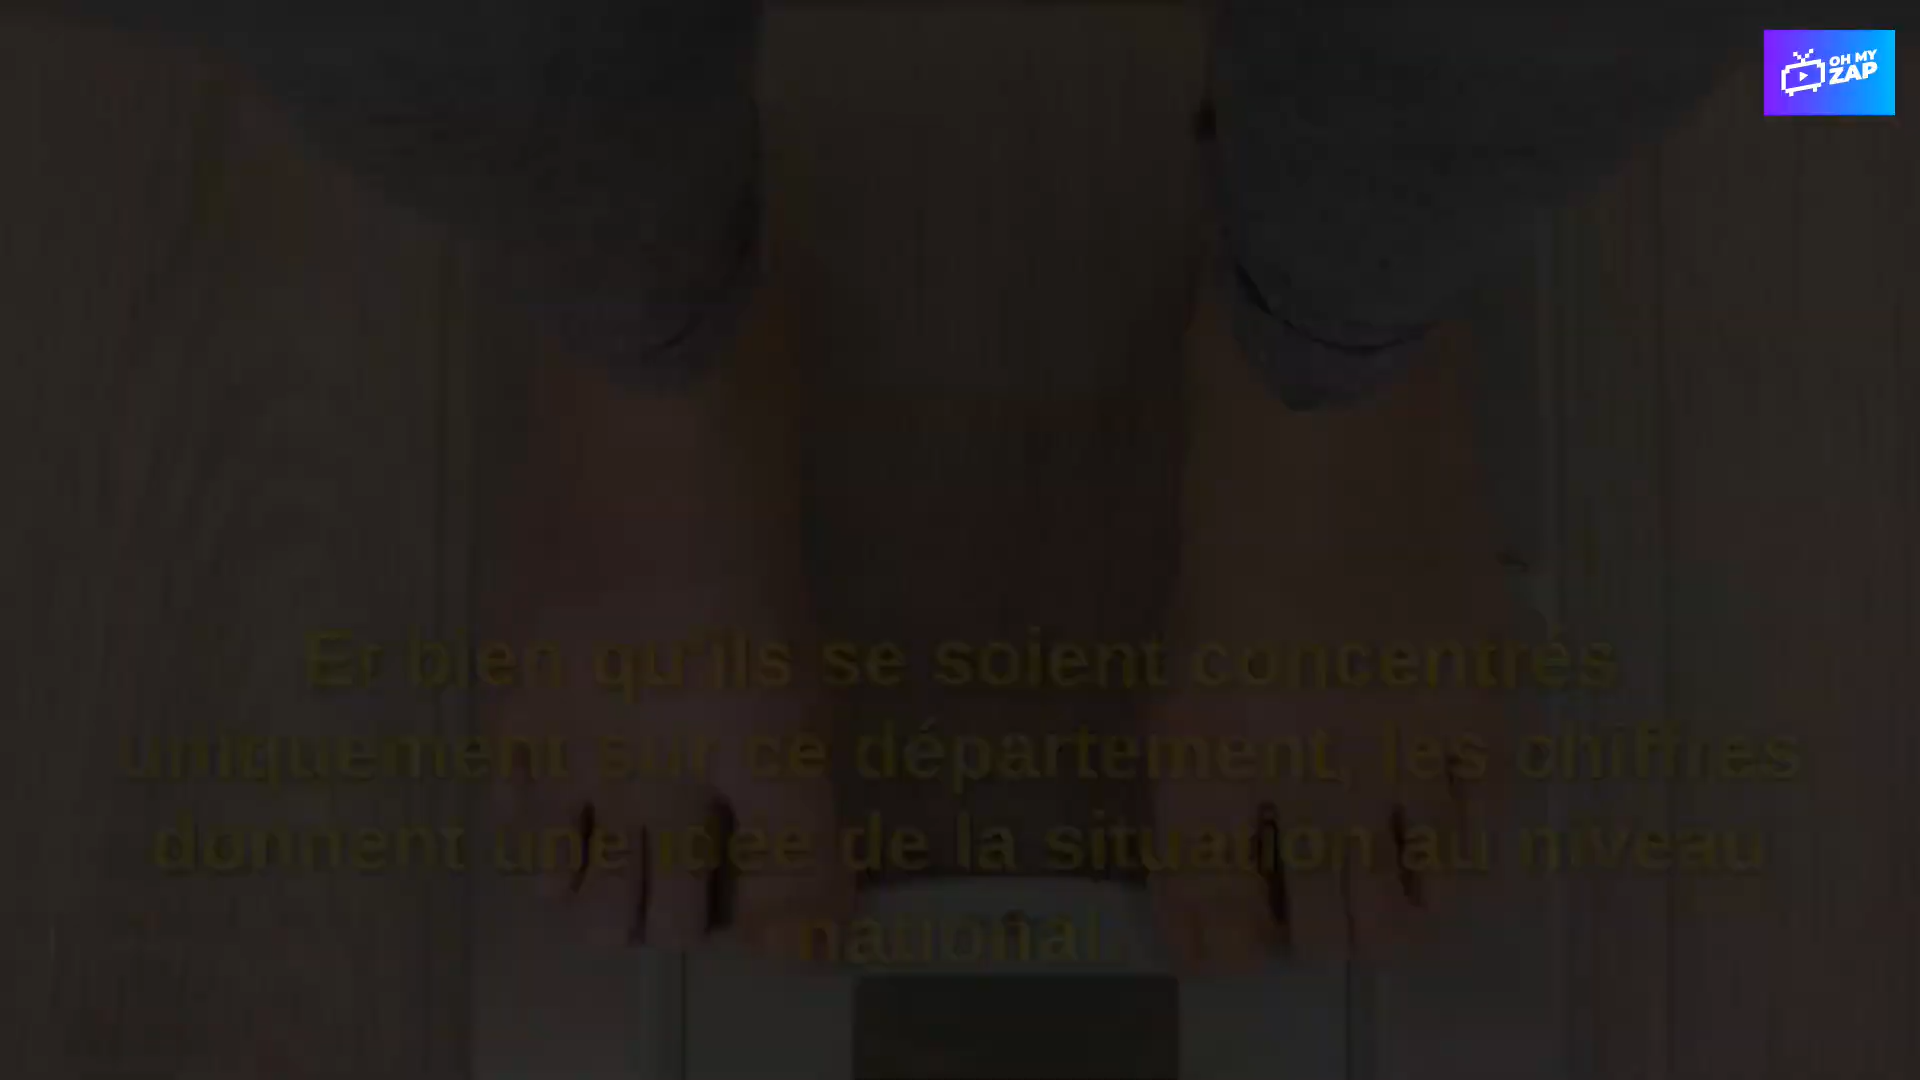 OH MY
ZAP
Et bien qu'ils se soient concentrés
uniquement sur ce département, les chiffres
donnent une idée de la situation au niveau
national.